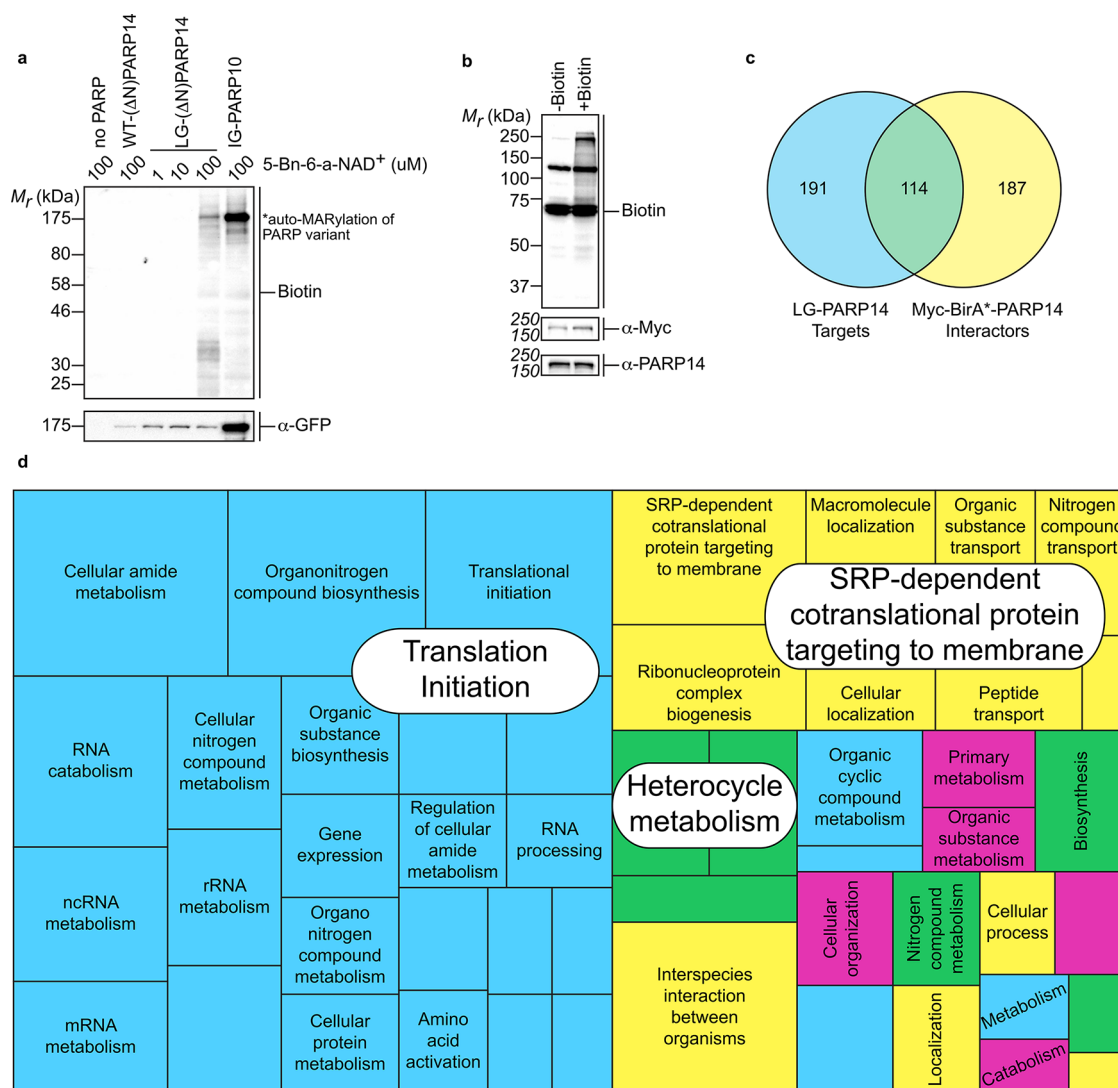 a
no PARP
WT-(ΔN)PARP14
LG-(ΔN)PARP14
IG-PARP10
100
100
1
10
100
100
5-Bn-6-a-NAD+ (uM)
Mr (kDa)
175
80
58
46
30
25
*auto-MARylation of
PARP variant
Biotin
175
α-GFP
b
-Biotin
+Biotin
Mr (kDa)
250
150
100
75
50
37
Biotin
250
150
α-Myc
250
150
α-PARP14
c
191
114
187
LG-PARP14
Targets
Myc-BirA*-PARP14
Interactors
d
Cellular amide
metabolism
Organonitrogen
compound biosynthesis
Translational
initiation
Translation
Initiation
RNA
catabolism
Cellular
nitrogen
compound
metabolism
Organic
substance
biosynthesis
Gene
expression
Regulation
of cellular
amide
metabolism
RNA
processing
ncRNA
metabolism
rRNA
metabolism
Organo
nitrogen
compound
metabolism
mRNA
metabolism
Cellular
protein
metabolism
Amino
acid
activation
SRP-dependent
cotranslational
protein targeting
to membrane
Macromolecule
localization
Organic
substance
transport
Nitrogen
compound
transport
SRP-dependent
cotranslational protein
targeting to membrane
Ribonucleoprotein
complex
biogenesis
Cellular
localization
Peptide
transport
Heterocycle
metabolism
Organic
cyclic
compound
metabolism
Primary
metabolism
Organic
substance
metabolism
Biosynthesis
Interspecies
interaction
between
organisms
Cellular
organization
Nitrogen
compound
metabolism
Cellular
process
Localization
Metabolism
Catabolism